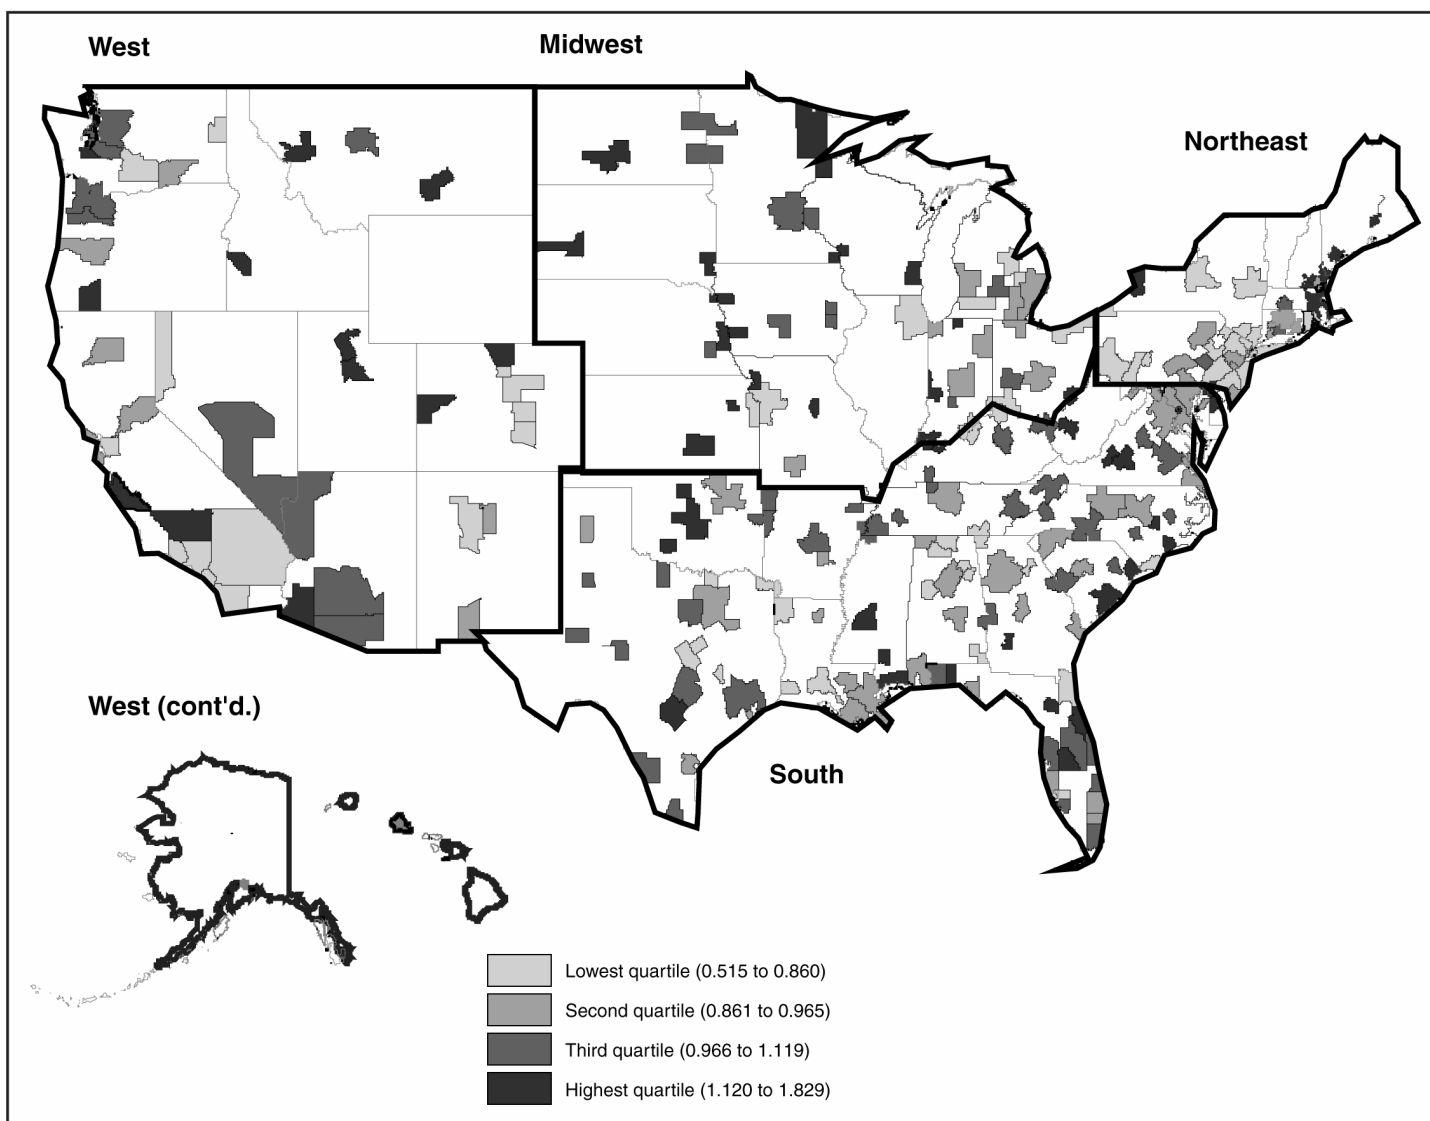 West
Midwest
Northeast
West (cont'd.)
South
Lowest quartile (0.515 to 0.860)
Second quartile (0.861 to 0.965)
Third quartile (0.966 to 1.119)
Highest quartile (1.120 to 1.829)